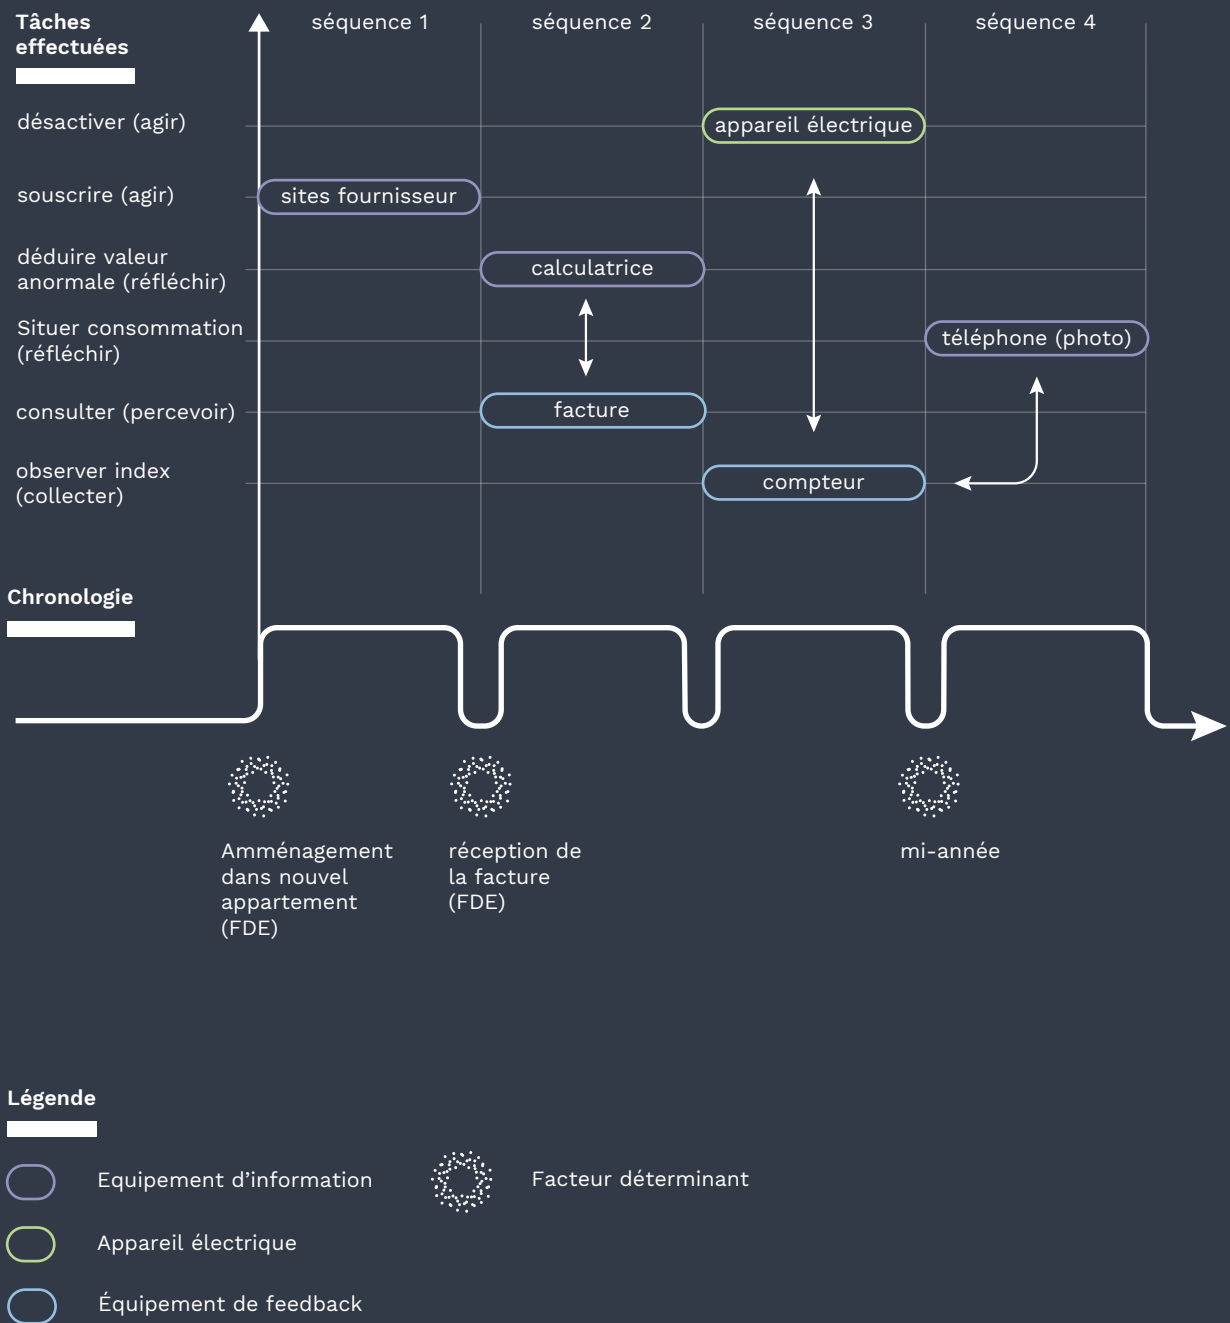 Tâches
effectuées
séquence 1
séquence 2
séquence 3
séquence 4
désactiver (agir)
appareil électrique
souscrire (agir)
sites fournisseur
déduire valeur
anormale (réfléchir)
calculatrice
Situer consommation
(réfléchir)
téléphone (photo)
consulter (percevoir)
facture
observer index
(collecter)
compteur
Chronologie
Amménagement
dans nouvel
appartement
(FDE)
réception de
la facture
(FDE)
mi-année
Légende
Equipement d’information
Facteur déterminant
Appareil électrique
Équipement de feedback